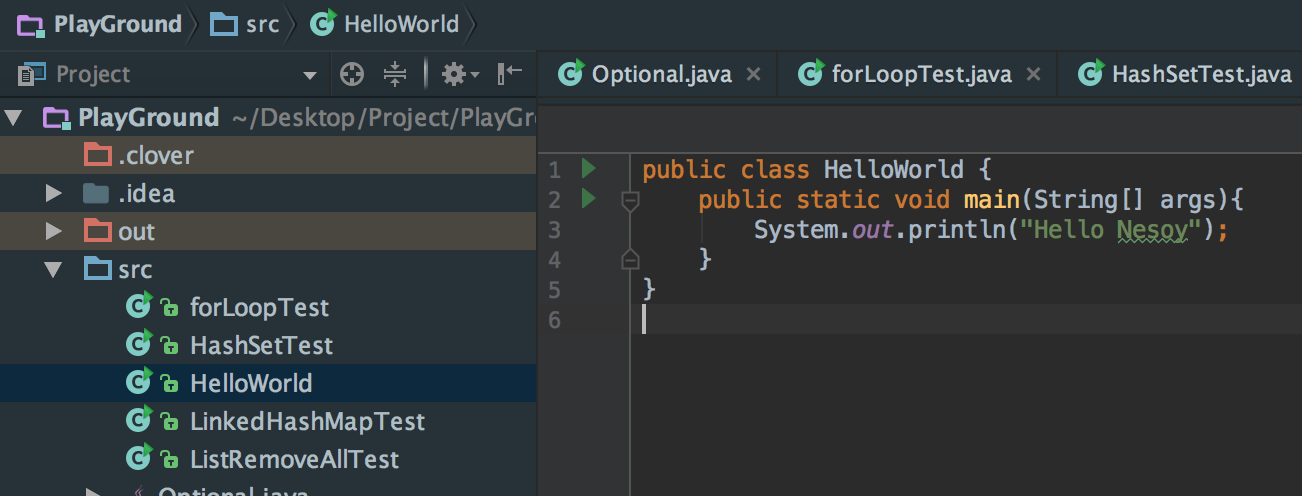 PlayGround src HelloWorld
Project
Optional.java forLoopTest.java HashSetTest.java
PlayGround ~/Desktop/Project/PlayGr
.clover
.idea
out
src
forLoopTest
HashSetTest
HelloWorld
LinkedHashMapTest
ListRemoveAllTest
Optional.java
1 public class HelloWorld {
2 public static void main(String[] args){
3 System.out.println("Hello Nesoy");
4 }
5 }
6